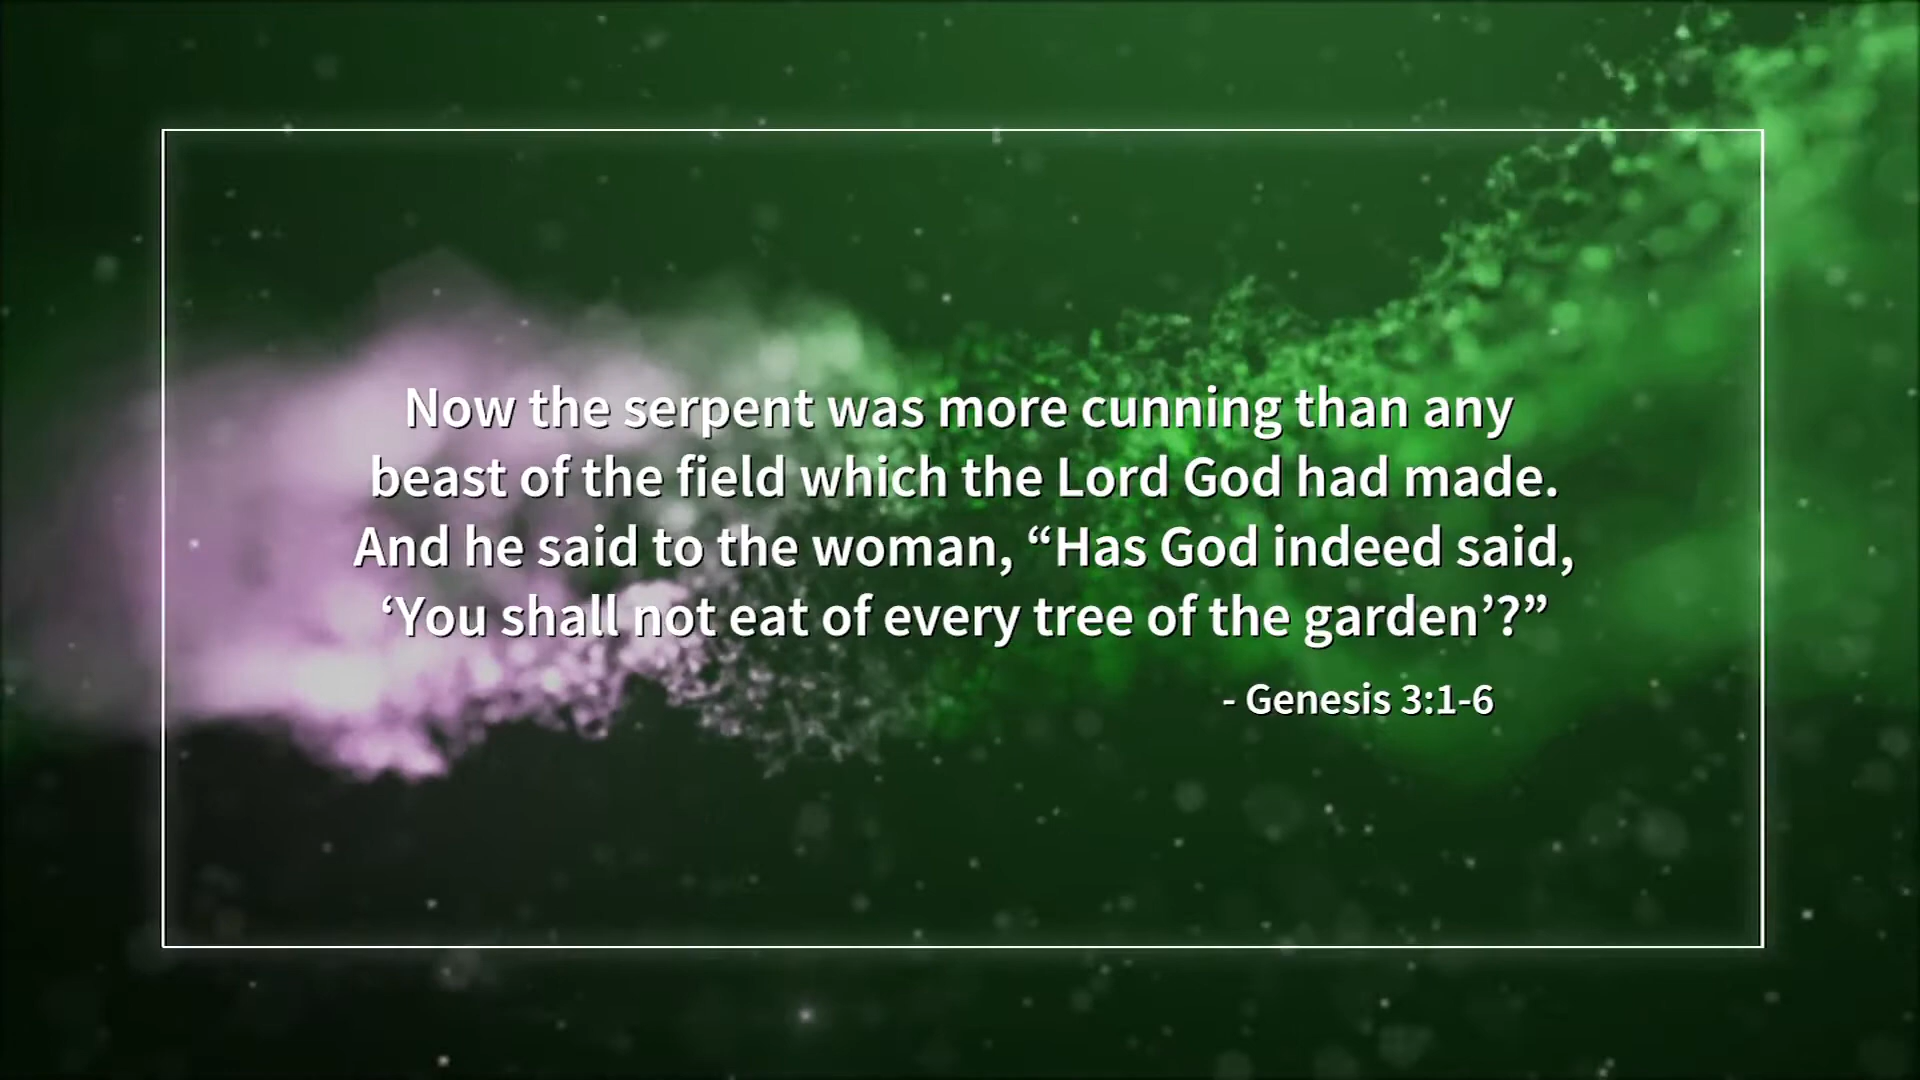 Now the serpent was more cunning than any
beast of the field which the Lord God had made.
And he said to the woman, “Has God indeed said,
‘You shall not eat of every tree of the garden’?”
- Genesis 3:1-6